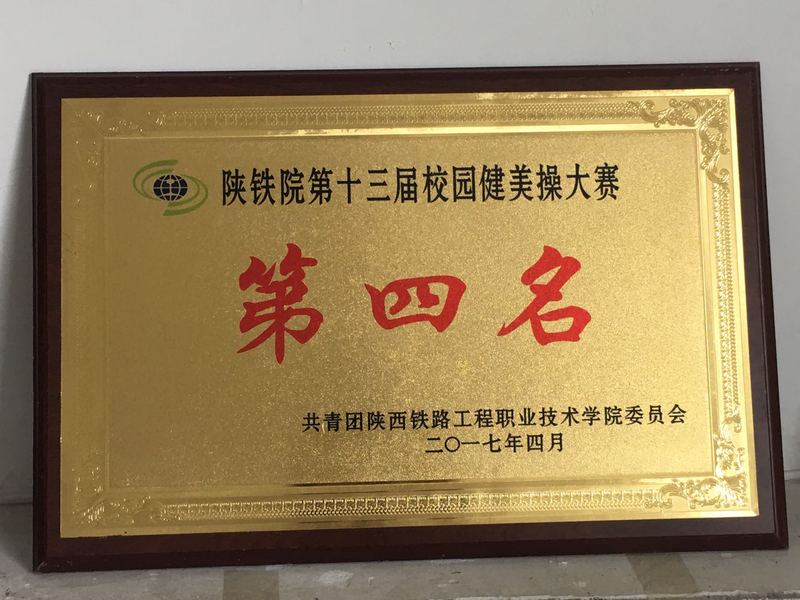 陕铁院第十三届校园健美操大赛
第四名
共青团陕西铁路工程职业技术学院委员会
二〇一七年四月